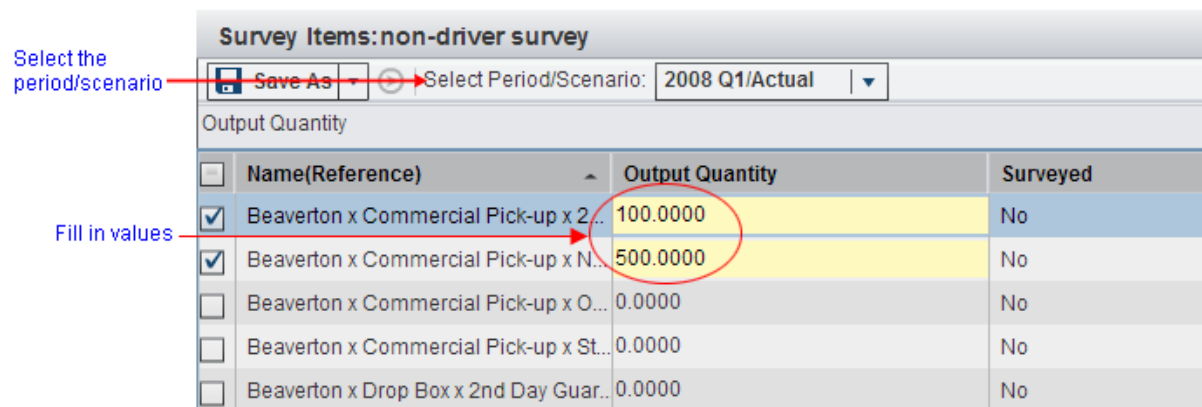 Survey Items:non-driver survey
Select the
period/scenario
Save As
Select Period/Scenario: 2008 Q1/Actual
Output Quantity
Name(Reference) Output Quantity Surveyed
Fill in values
Beaverton x Commercial Pick-up x 2... 100.0000 No
Beaverton x Commercial Pick-up x N... 500.0000 No
Beaverton x Commercial Pick-up x O... 0.0000 No
Beaverton x Commercial Pick-up x St... 0.0000 No
Beaverton x Drop Box x 2nd Day Guar... 0.0000 No